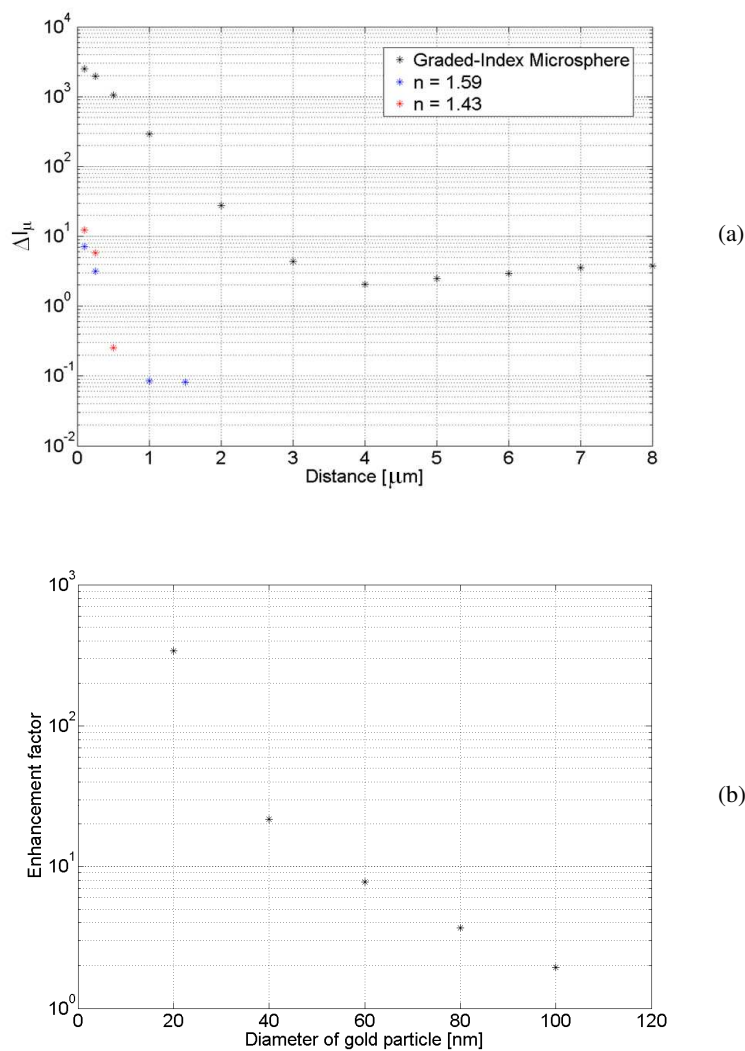 10^4
10^3
10^2
10^1
10^0
10^-1
10^-2
ΔI_μ
Graded-Index Microsphere
n = 1.59
n = 1.43
0 1 2 3 4 5 6 7 8
Distance [μm]
(a)
10^3
10^2
10^1
10^0
Enhancement factor
0 20 40 60 80 100 120
Diameter of gold particle [nm]
(b)